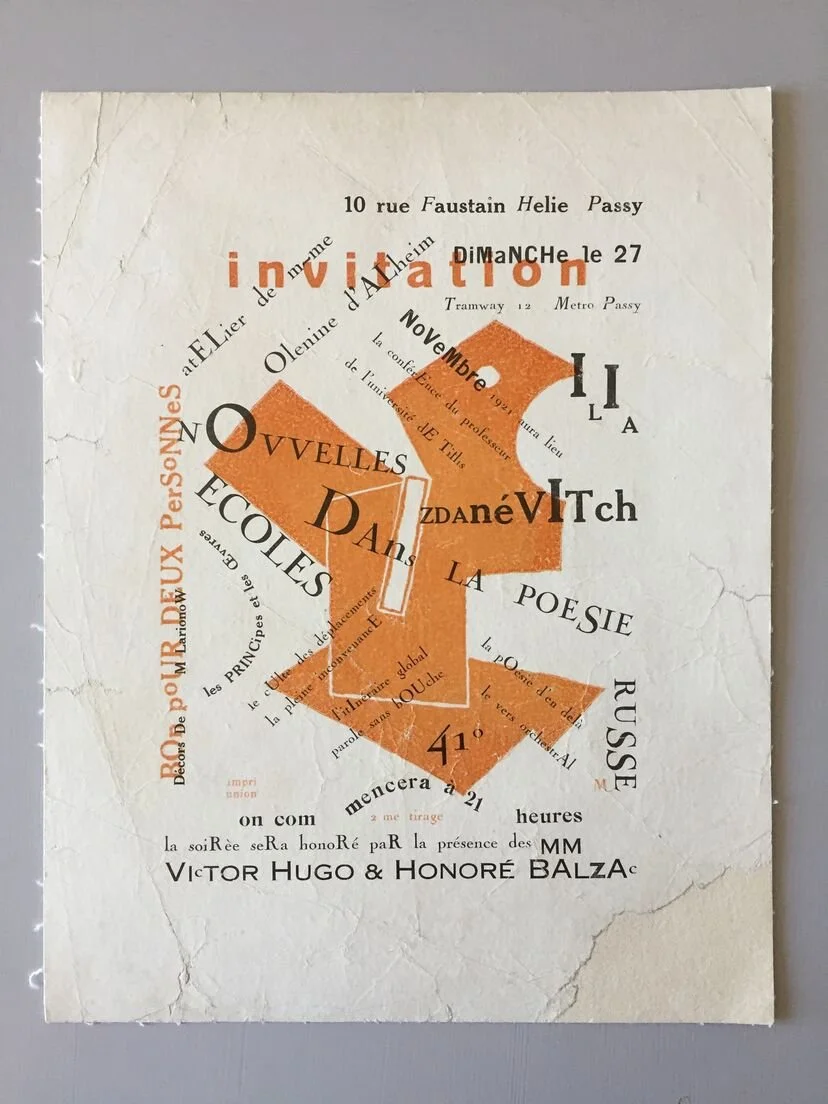 10 rue Faustain Helie Passy
invitation
DiMaNCHe le 27
Tramway 12 Metro Passy
atELier de m-me
Olenine d'ALheim
NoVeMbre 1921 aura lieu
la conférEnce du professeur
de l'université dE Tiflis
ILIA
ZDAnéVITch
NOVVELLES
ECOLES
DAns LA POESIE
RUSSE
BOn poUR DEUX PerSoNNeS
Décors De M LarionoW
les PRINCipes et les Œvvres
le cUlte des déplacements
la pleine inconvenancE
l'itInéraire global
parole sans bOUche
la pOesie d'en delà
le vers orchestrAl
41º
impri
union
M
on com mencera à 21 heures
2 me tirage
la soiRèe seRa honoRé paR la présence des MM
VIcTOR HUGO & HONORÉ BALzAc